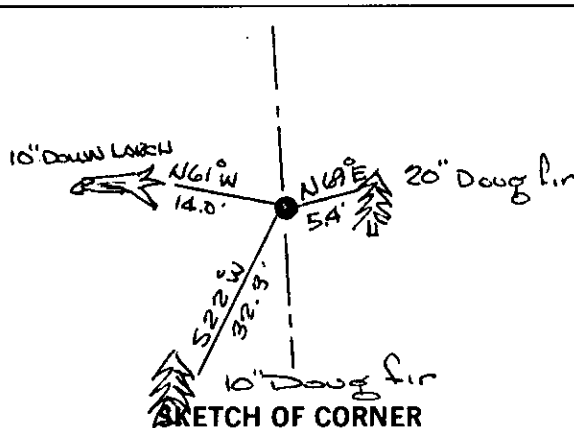 10" DOWN LARCH
N61°W
14.0'
N69°E
5.4'
20" Doug fir
S22°W
32.3'
10" Doug fir
SKETCH OF CORNER